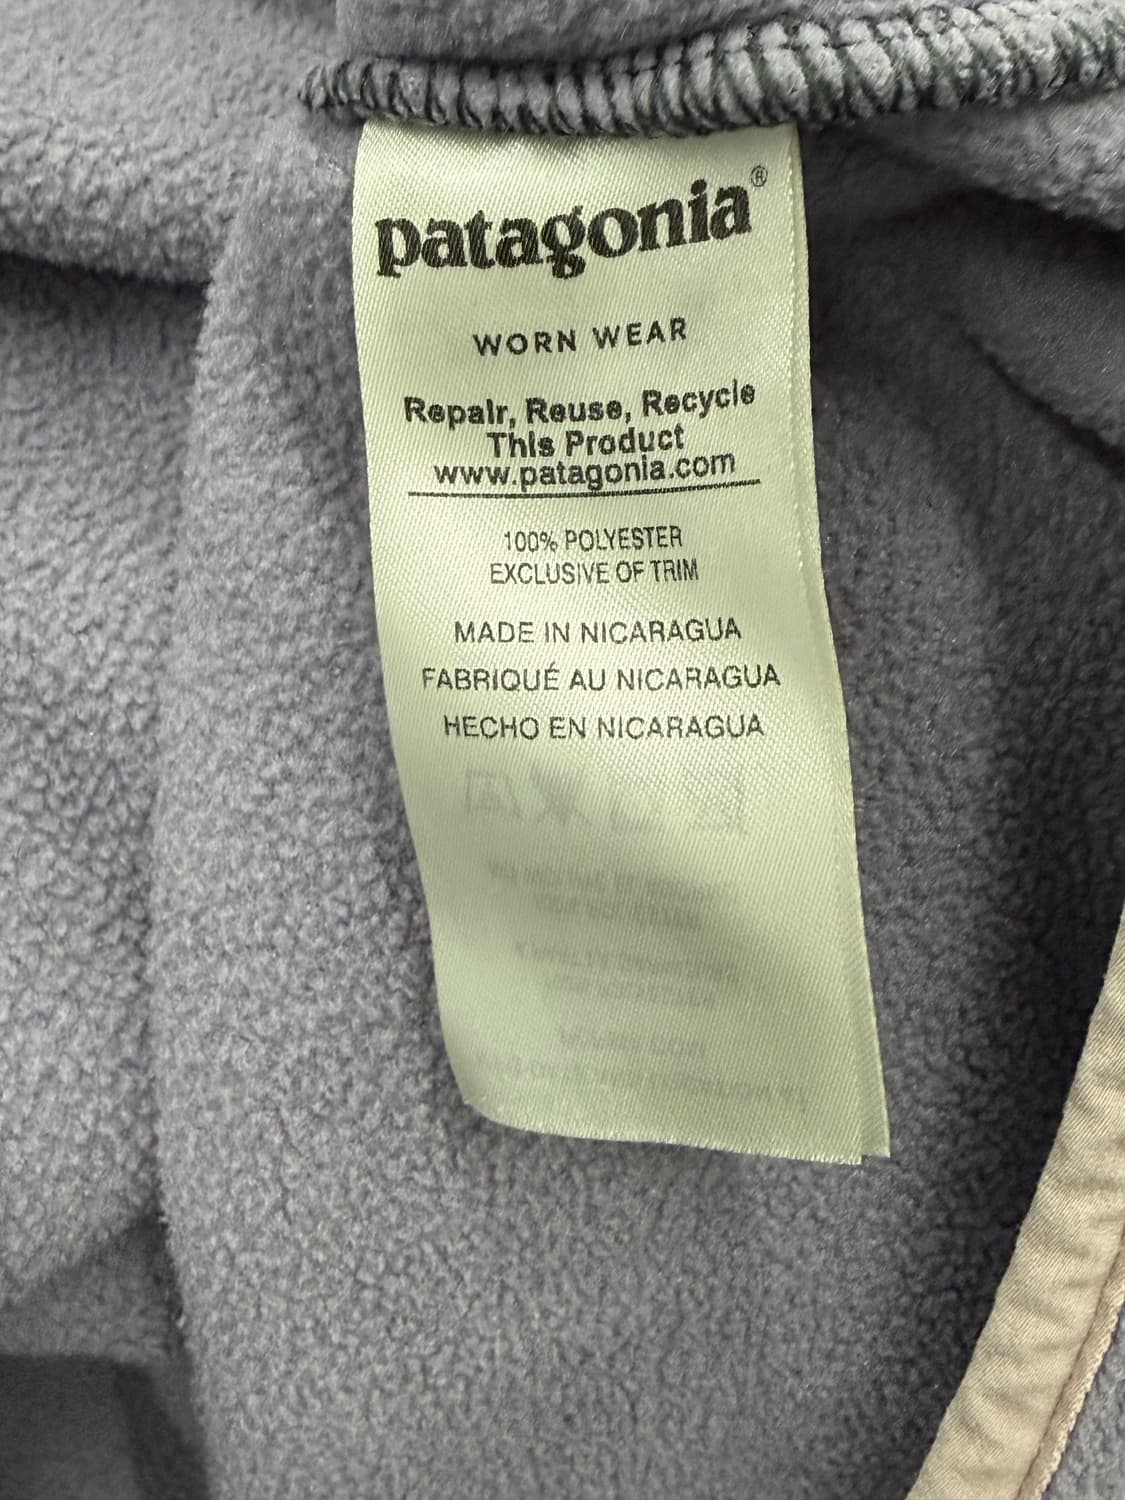 patagonia®
WORN WEAR
Repair, Reuse, Recycle
This Product
www.patagonia.com
100% POLYESTER
EXCLUSIVE OF TRIM
MADE IN NICARAGUA
FABRIQUÉ AU NICARAGUA
HECHO EN NICARAGUA